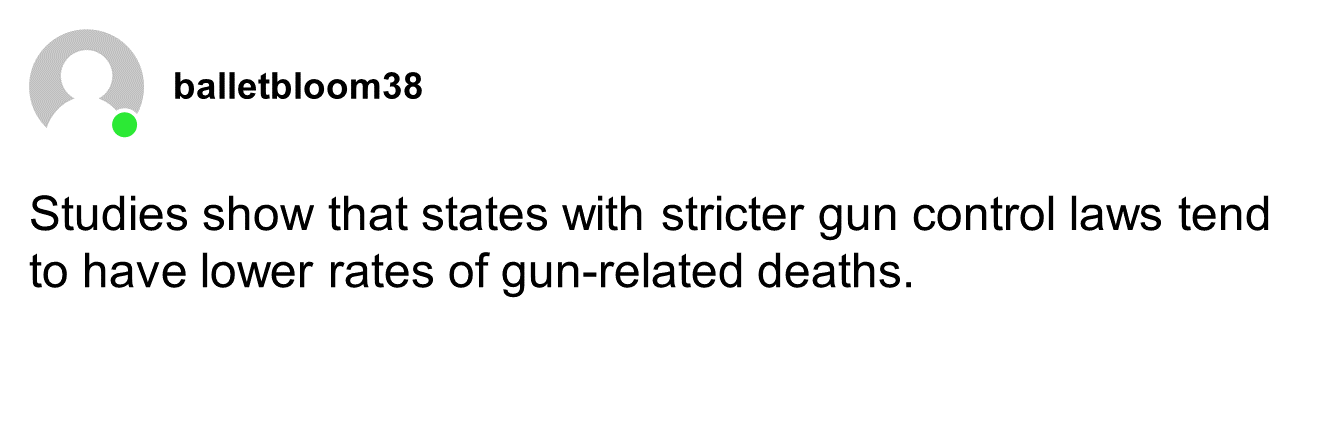 balletbloom38
Studies show that states with stricter gun control laws tend
to have lower rates of gun-related deaths.